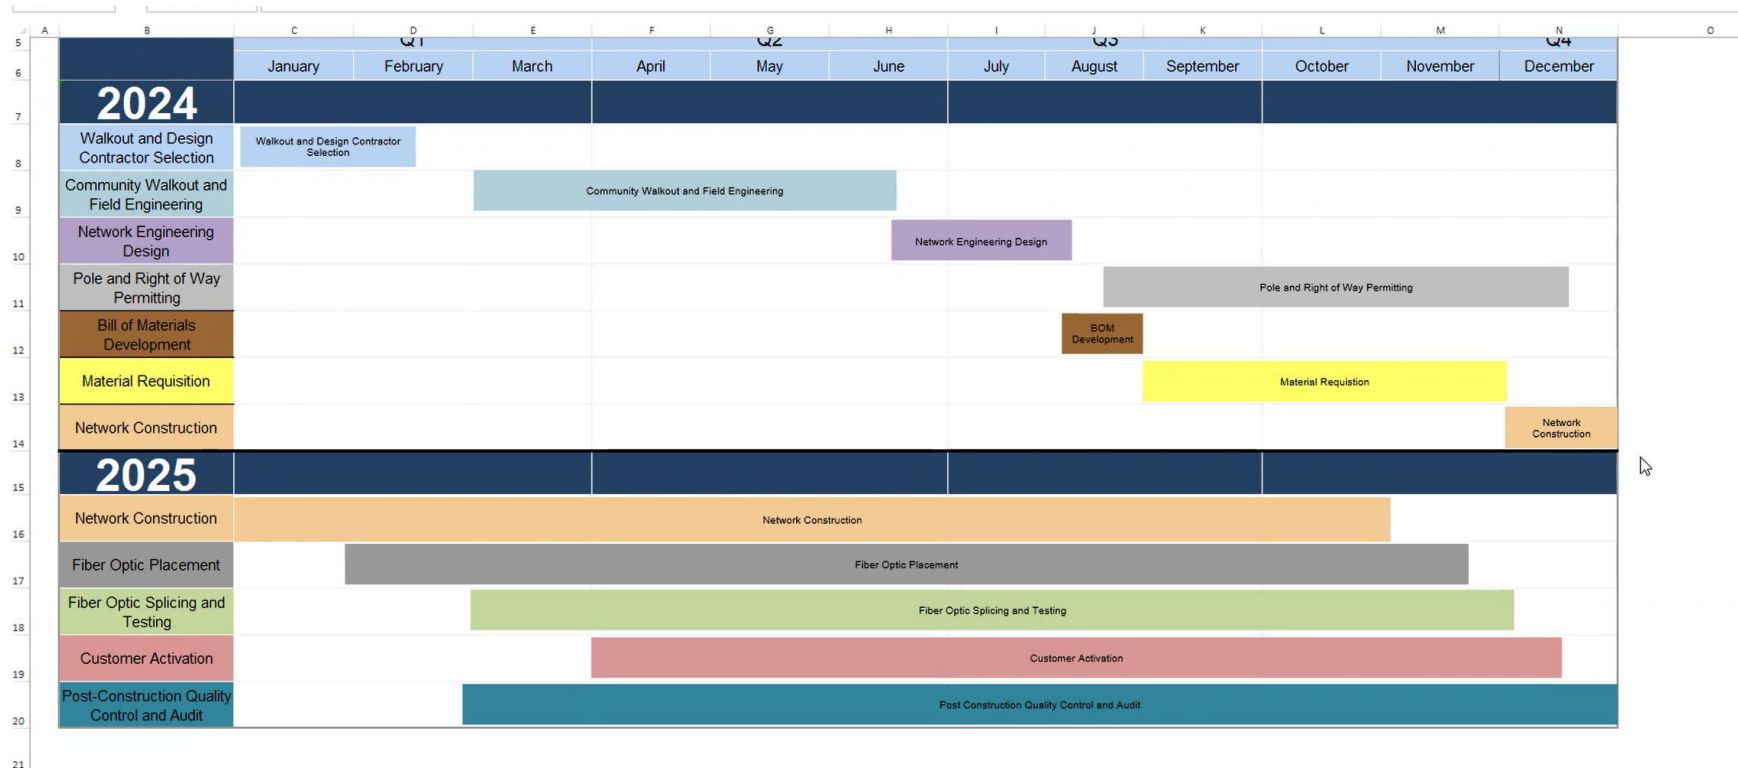 A B C D E F G H I J K L M N O
5 Q1 Q2 Q3 Q4
6 January February March April May June July August September October November December
7 2024
8 Walkout and Design
Contractor Selection
Walkout and Design Contractor
Selection
9 Community Walkout and
Field Engineering
Community Walkout and Field Engineering
10 Network Engineering
Design
Network Engineering Design
11 Pole and Right of Way
Permitting
Pole and Right of Way Permitting
12 Bill of Materials
Development
BOM
Development
13 Material Requisition
Material Requistion
14 Network Construction
Network
Construction
15 2025
16 Network Construction
Network Construction
17 Fiber Optic Placement
Fiber Optic Placement
18 Fiber Optic Splicing and
Testing
Fiber Optic Splicing and Testing
19 Customer Activation
Customer Activation
20 Post-Construction Quality
Control and Audit
Post Construction Quality Control and Audit
21